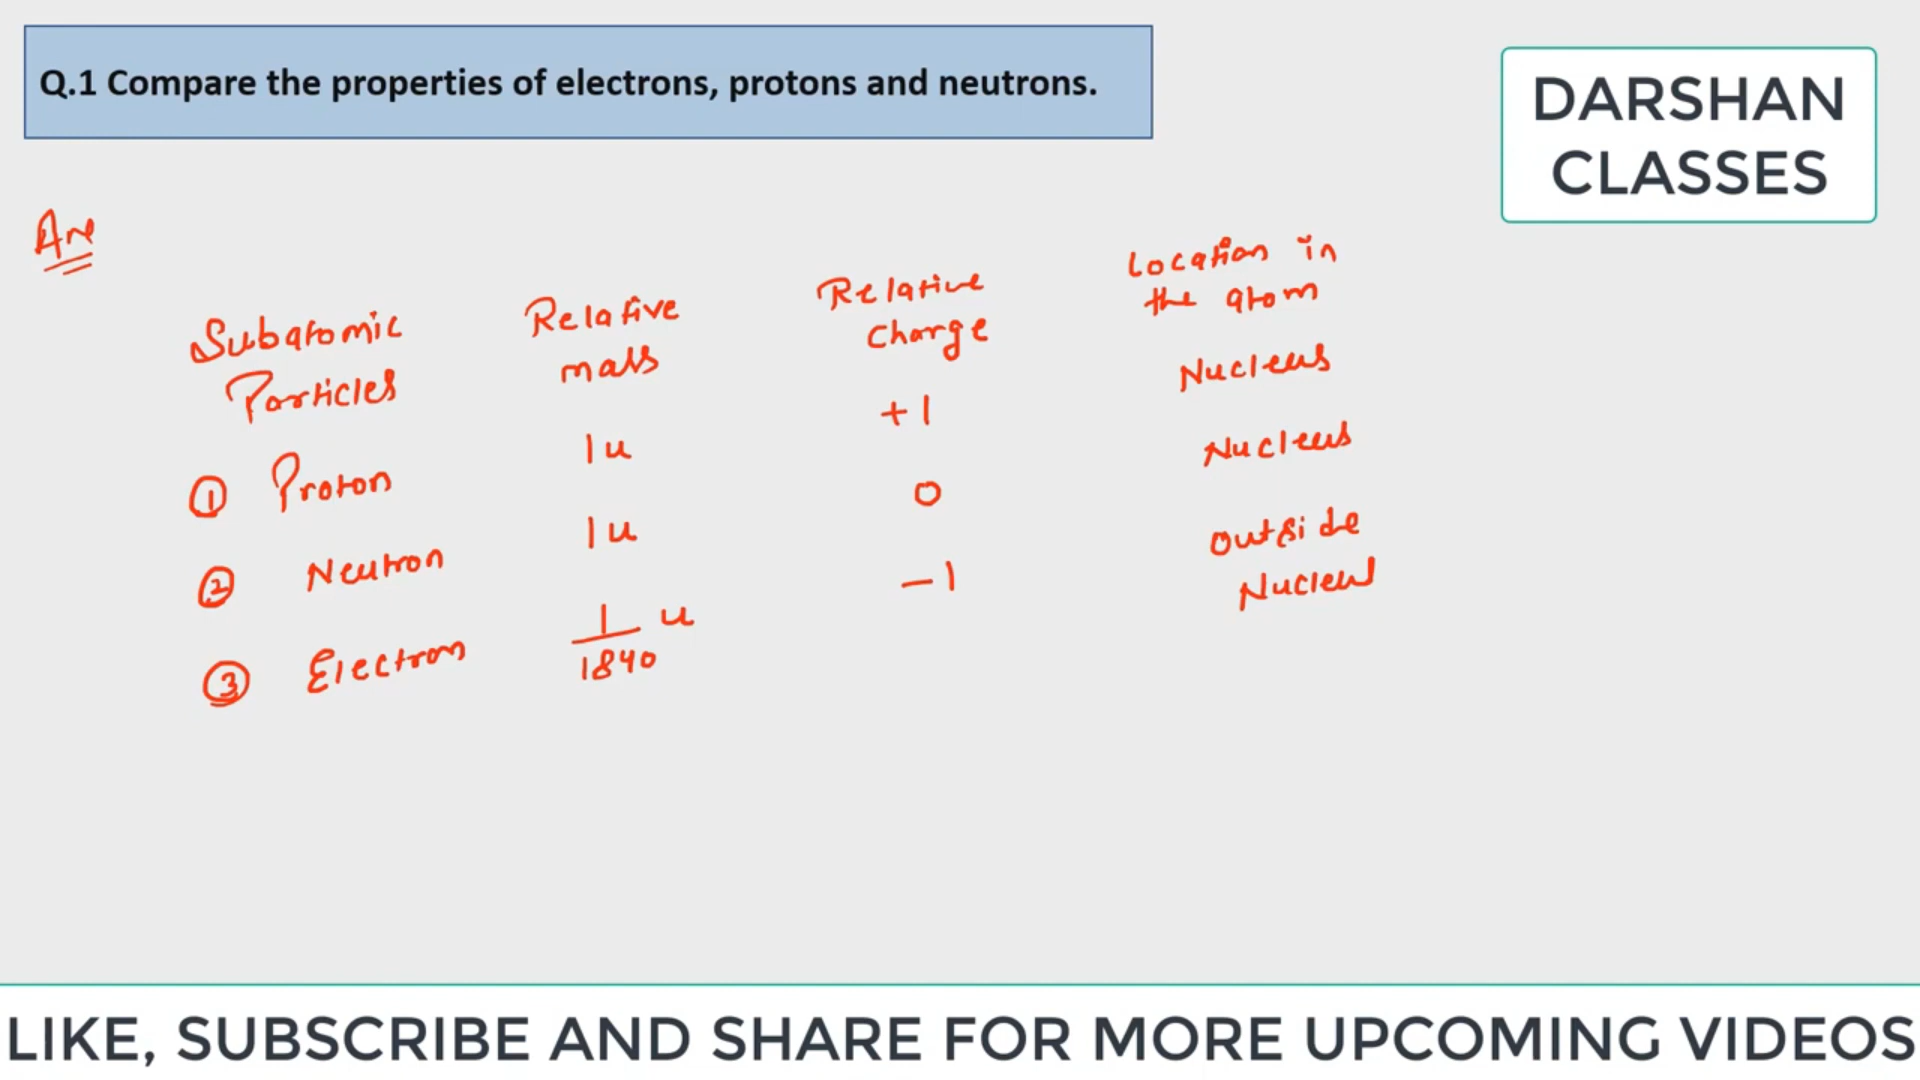 Q.1 Compare the properties of electrons, protons and neutrons.
DARSHAN
CLASSES
Ans
Subatomic
Particles
Relative
mass
Relative
charge
Location in
the atom
① Proton
1u
+1
Nucleus
② Neutron
1u
0
Nucleus
③ Electron
1/1840 u
-1
outside
Nucleus
LIKE, SUBSCRIBE AND SHARE FOR MORE UPCOMING VIDEOS